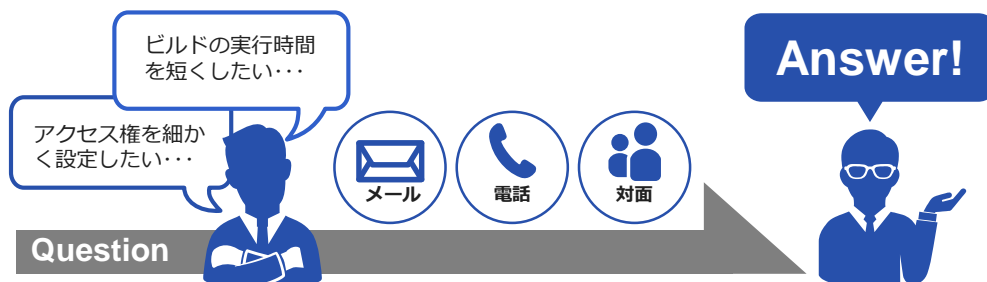 ビルドの実行時間
を短くしたい･･･
アクセス権を細か
く設定したい･･･
メール
電話
対面
Answer!
Question